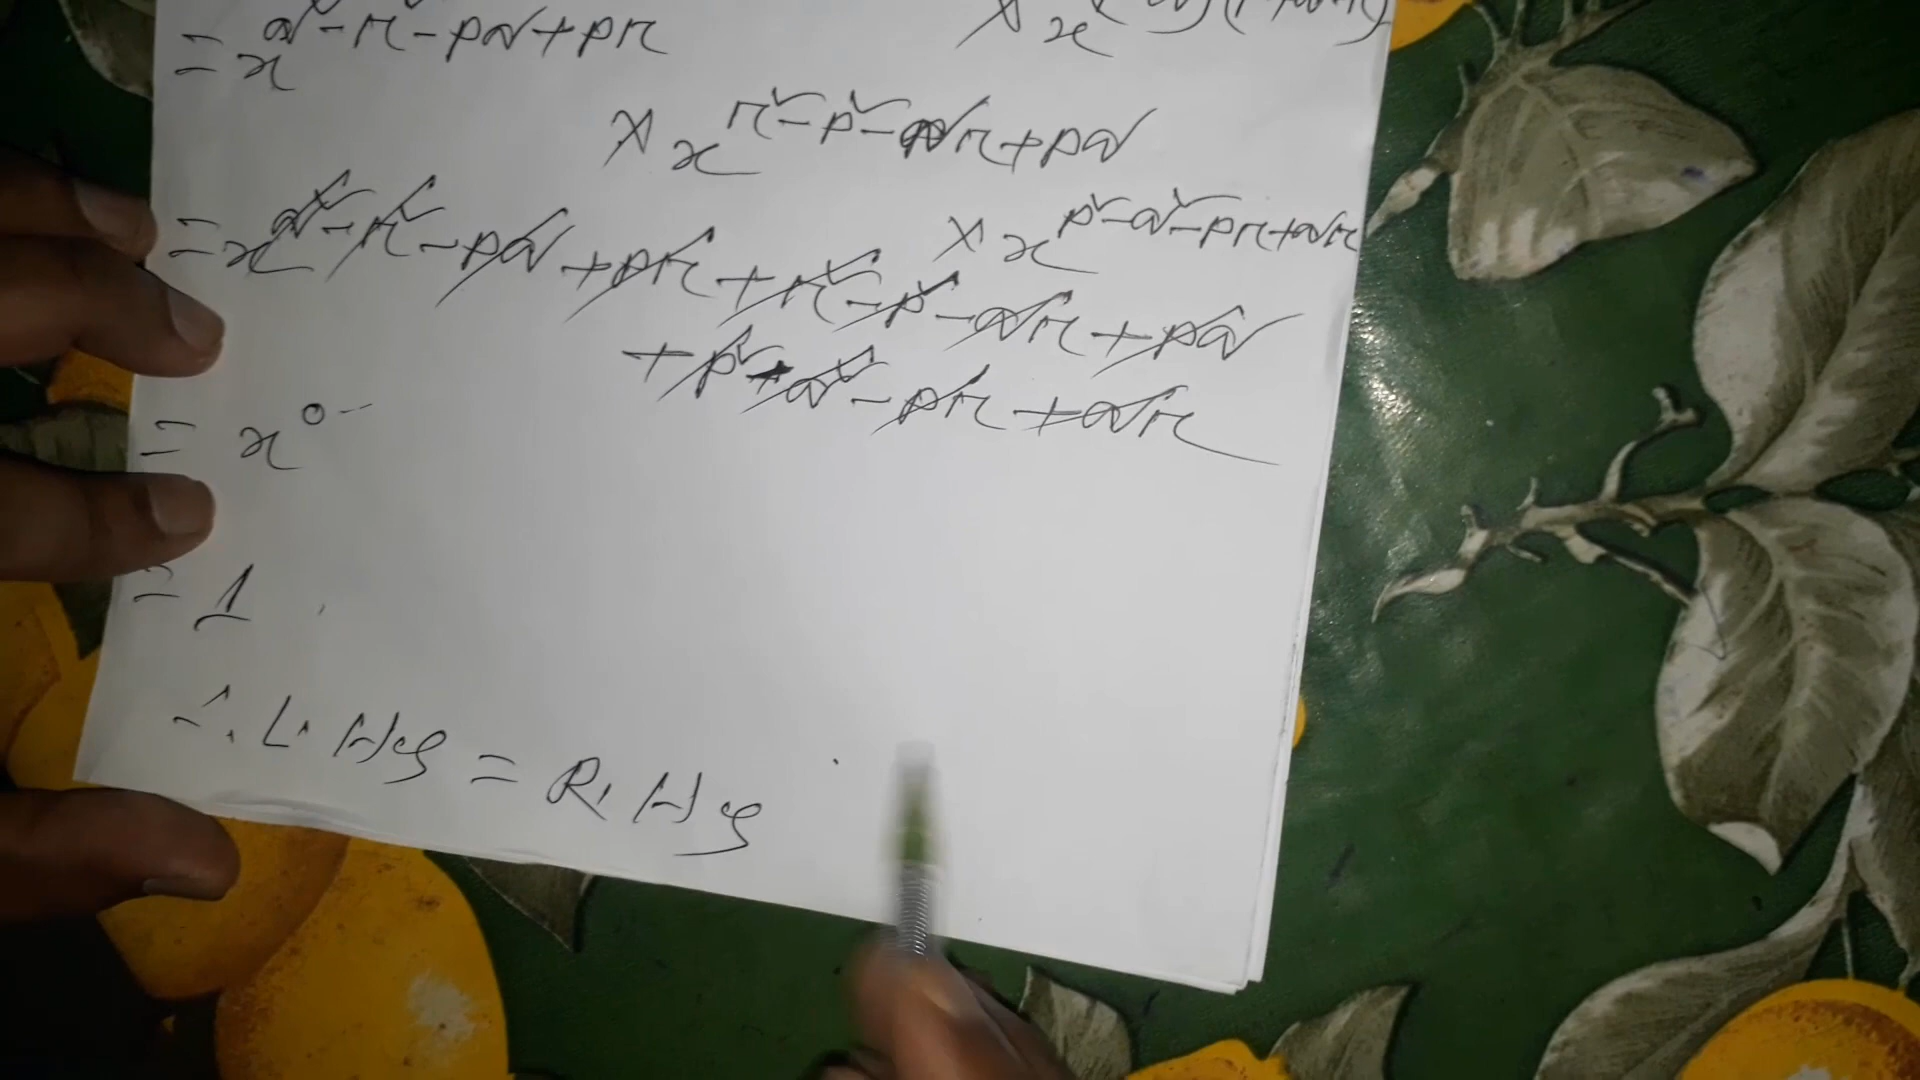 = x^{q²-r²-pq+pr}
× x^{r²-p²-qr+pq}
× x^{p²-q²-pr+qr}
= x^{q²-r²-pq+pr+r²-p²-qr+pq
+p²-q²-pr+qr}
= x⁰
= 1
∴ L.H.S = R.H.S